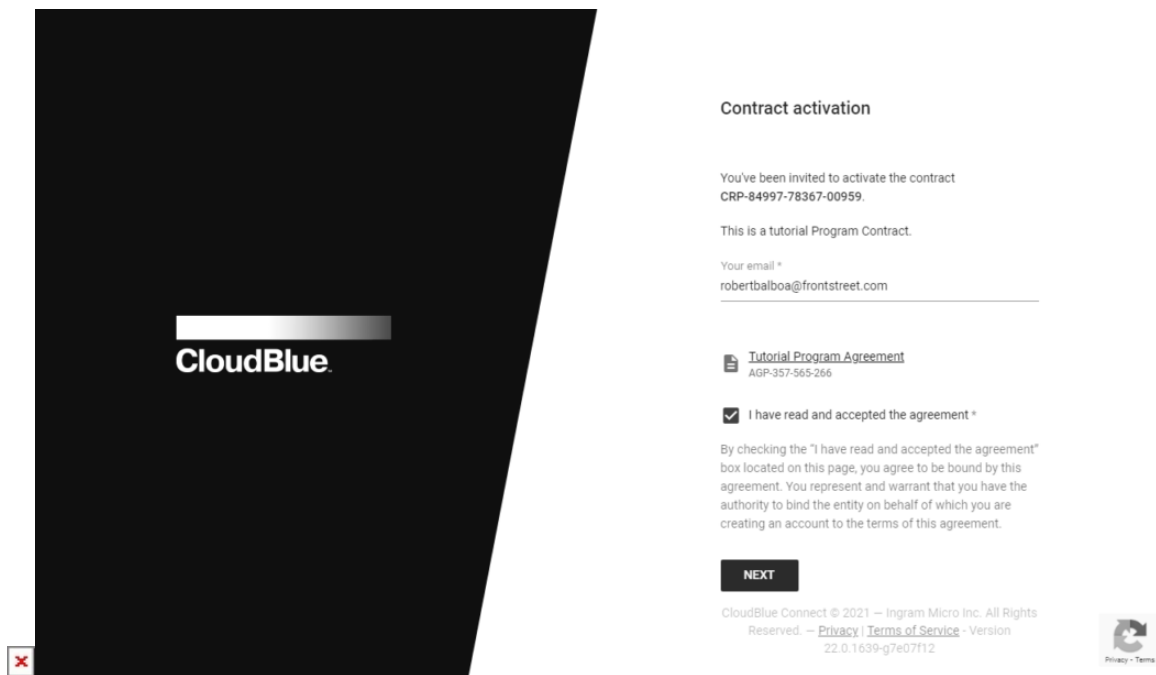 Contract activation
You've been invited to activate the contract
CRP-84997-78367-00959.
This is a tutorial Program Contract.
Your email *
robertbalboa@frontstreet.com
CloudBlue
Tutorial Program Agreement
AGP-357-565-266
I have read and accepted the agreement *
By checking the “I have read and accepted the agreement”
box located on this page, you agree to be bound by this
agreement. You represent and warrant that you have the
authority to bind the entity on behalf of which you are
creating an account to the terms of this agreement.
NEXT
CloudBlue Connect © 2021 — Ingram Micro Inc. All Rights
Reserved. — Privacy | Terms of Service - Version
22.0.1639-g7e07f12
Privacy - Terms